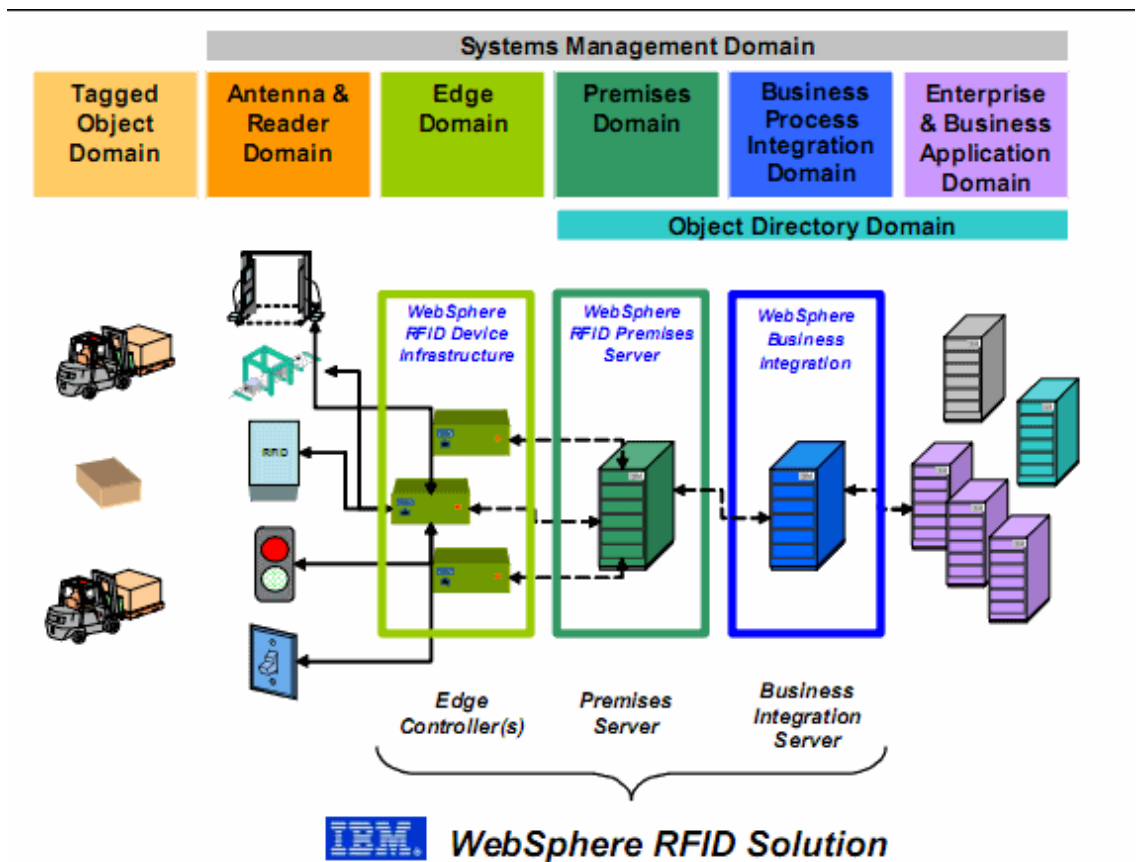 Systems Management Domain
Tagged
Object
Domain
Antenna &
Reader
Domain
Edge
Domain
Premises
Domain
Business
Process
Integration
Domain
Enterprise
& Business
Application
Domain
Object Directory Domain
WebSphere
RFID Device
Infrastructure
WebSphere
RFID Premises
Server
WebSphere
Business
Integration
RFID
Edge
Controller(s)
Premises
Server
Business
Integration
Server
IBM. WebSphere RFID Solution